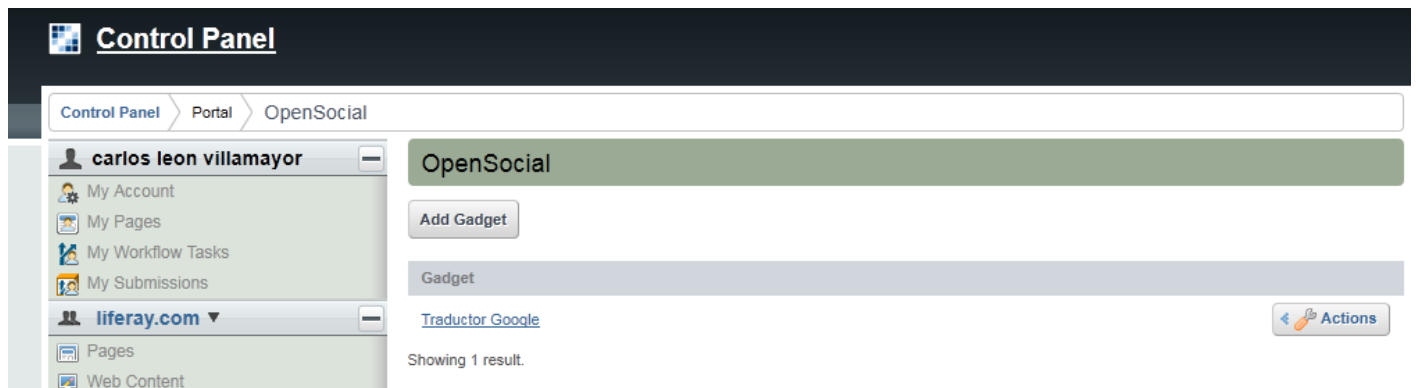 Control Panel
Control Panel Portal OpenSocial
carlos leon villamayor
My Account
My Pages
My Workflow Tasks
My Submissions
liferay.com
Pages
Web Content
OpenSocial
Add Gadget
Gadget
Traductor Google
Actions
Showing 1 result.